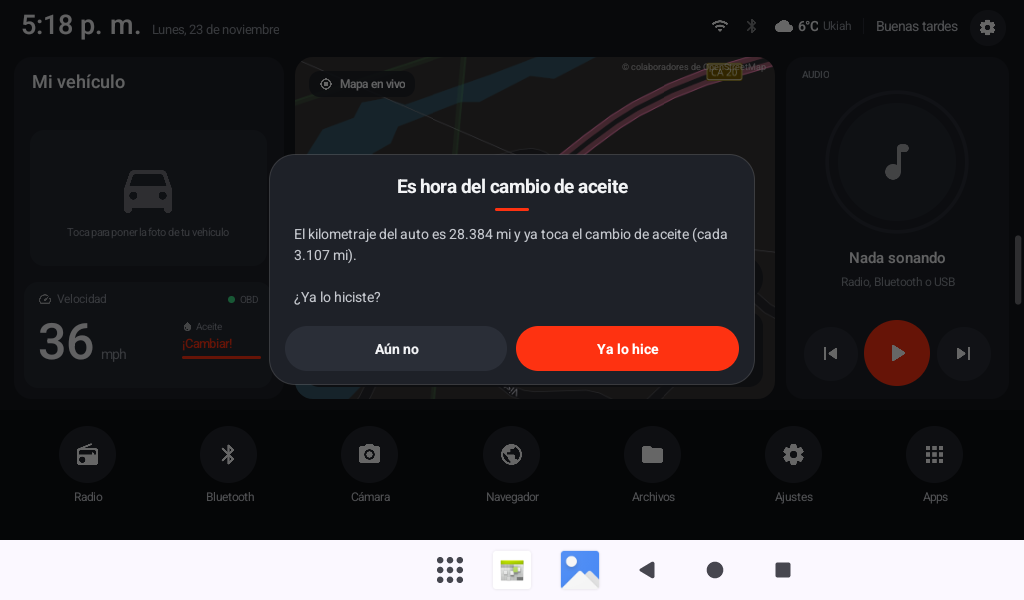 5:18 p. m. Lunes, 23 de noviembre
6°C Ukiah Buenas tardes
Mi vehículo
Mapa en vivo
© colaboradores de OpenStreetMap
CA 20
AUDIO
Toca para poner la foto de tu vehículo
Es hora del cambio de aceite
El kilometraje del auto es 28.384 mi y ya toca el cambio de aceite (cada
3.107 mi).
¿Ya lo hiciste?
Aún no
Ya lo hice
Nada sonando
Radio, Bluetooth o USB
Velocidad
OBD
36 mph
Aceite
¡Cambiar!
Radio
Bluetooth
Cámara
Navegador
Archivos
Ajustes
Apps